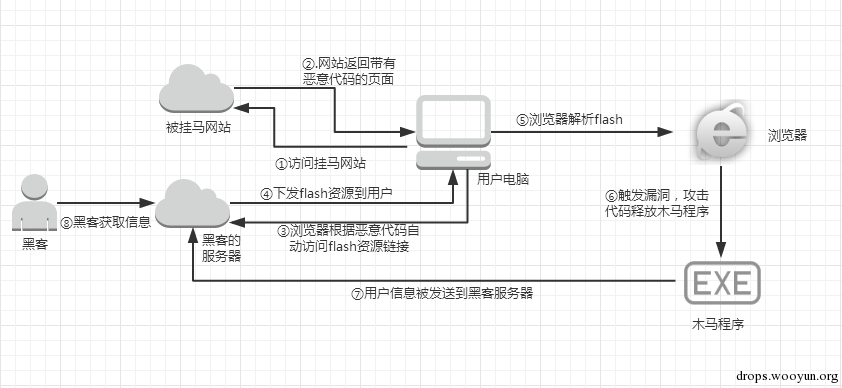 ②.网站返回带有
恶意代码的页面
被挂马网站
①访问挂马网站
⑤浏览器解析flash
浏览器
用户电脑
④下发flash资源到用户
⑥触发漏洞，攻击
代码释放木马程序
黑客
⑧黑客获取信息
黑客的
服务器
③浏览器根据恶意代码自
动访问flash资源链接
EXE
⑦用户信息被发送到黑客服务器
木马程序
drops.wooyun.org